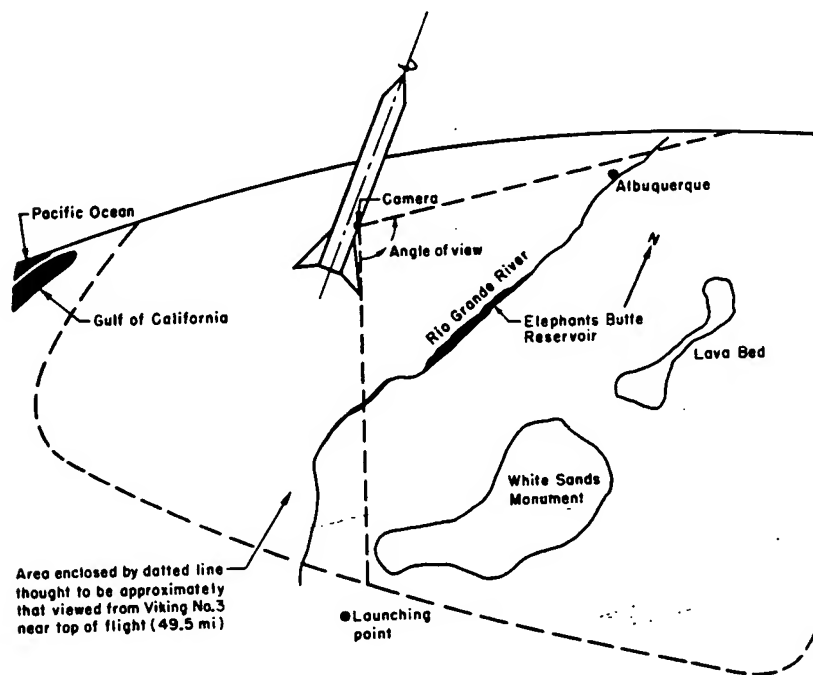 Pacific Ocean
Camera
Albuquerque
Angle of view
N
Gulf of California
Rio Grande River
Elephants Butte
Reservoir
Lava Bed
White Sands
Monument
Area enclosed by dotted line
thought to be approximately
that viewed from Viking No.3
near top of flight (49.5 mi)
Launching
point